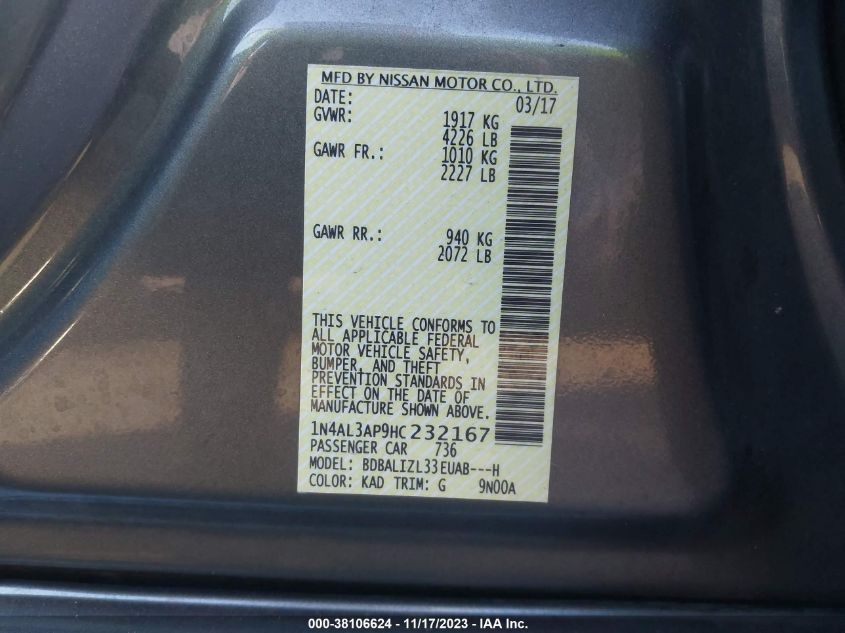 MFD BY NISSAN MOTOR CO., LTD.
DATE: 03/17
GVWR: 1917 KG
4226 LB
GAWR FR.: 1010 KG
2227 LB
GAWR RR.: 940 KG
2072 LB
THIS VEHICLE CONFORMS TO
ALL APPLICABLE FEDERAL
MOTOR VEHICLE SAFETY,
BUMPER, AND THEFT
PREVENTION STANDARDS IN
EFFECT ON THE DATE OF
MANUFACTURE SHOWN ABOVE.
1N4AL3AP9HC232167
PASSENGER CAR 736
MODEL: BDBALIZL33EUAB---H
COLOR: KAD TRIM: G 9N00A
000-38106624 - 11/17/2023 - IAA Inc.